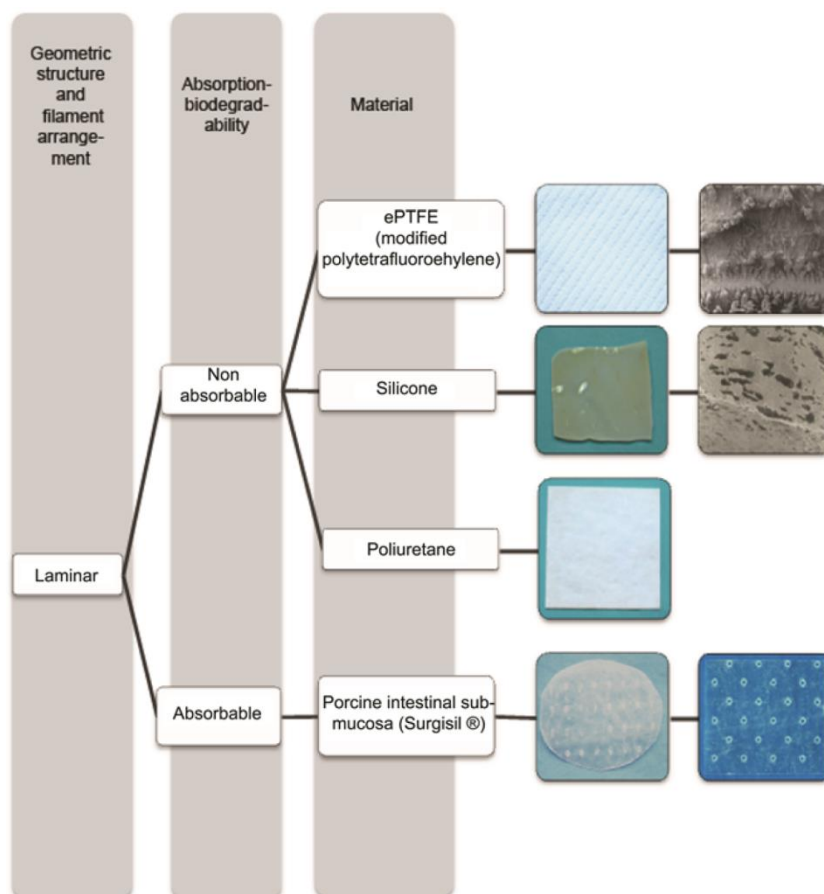 Geometric
structure
and
filament
arrange-
ment
Absorption-
biodegrad-
ability
Material
ePTFE
(modified
polytetrafluoroehylene)
Non
absorbable
Silicone
Poliuretane
Laminar
Absorbable
Porcine intestinal sub-
mucosa (Surgisil ®)